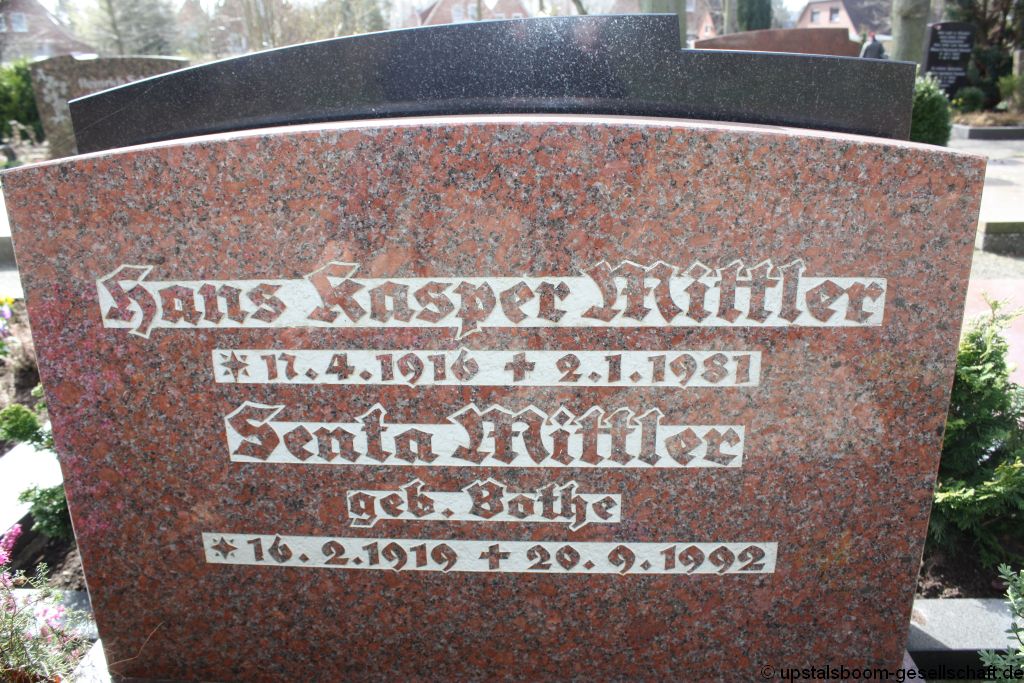 Hans Kasper Mittler
* 17.4.1916 + 2.1.1981
Senta Mittler
geb. Bothe
* 16.2.1919 + 20.9.1992
© upstalsboom-gesellschaft.de